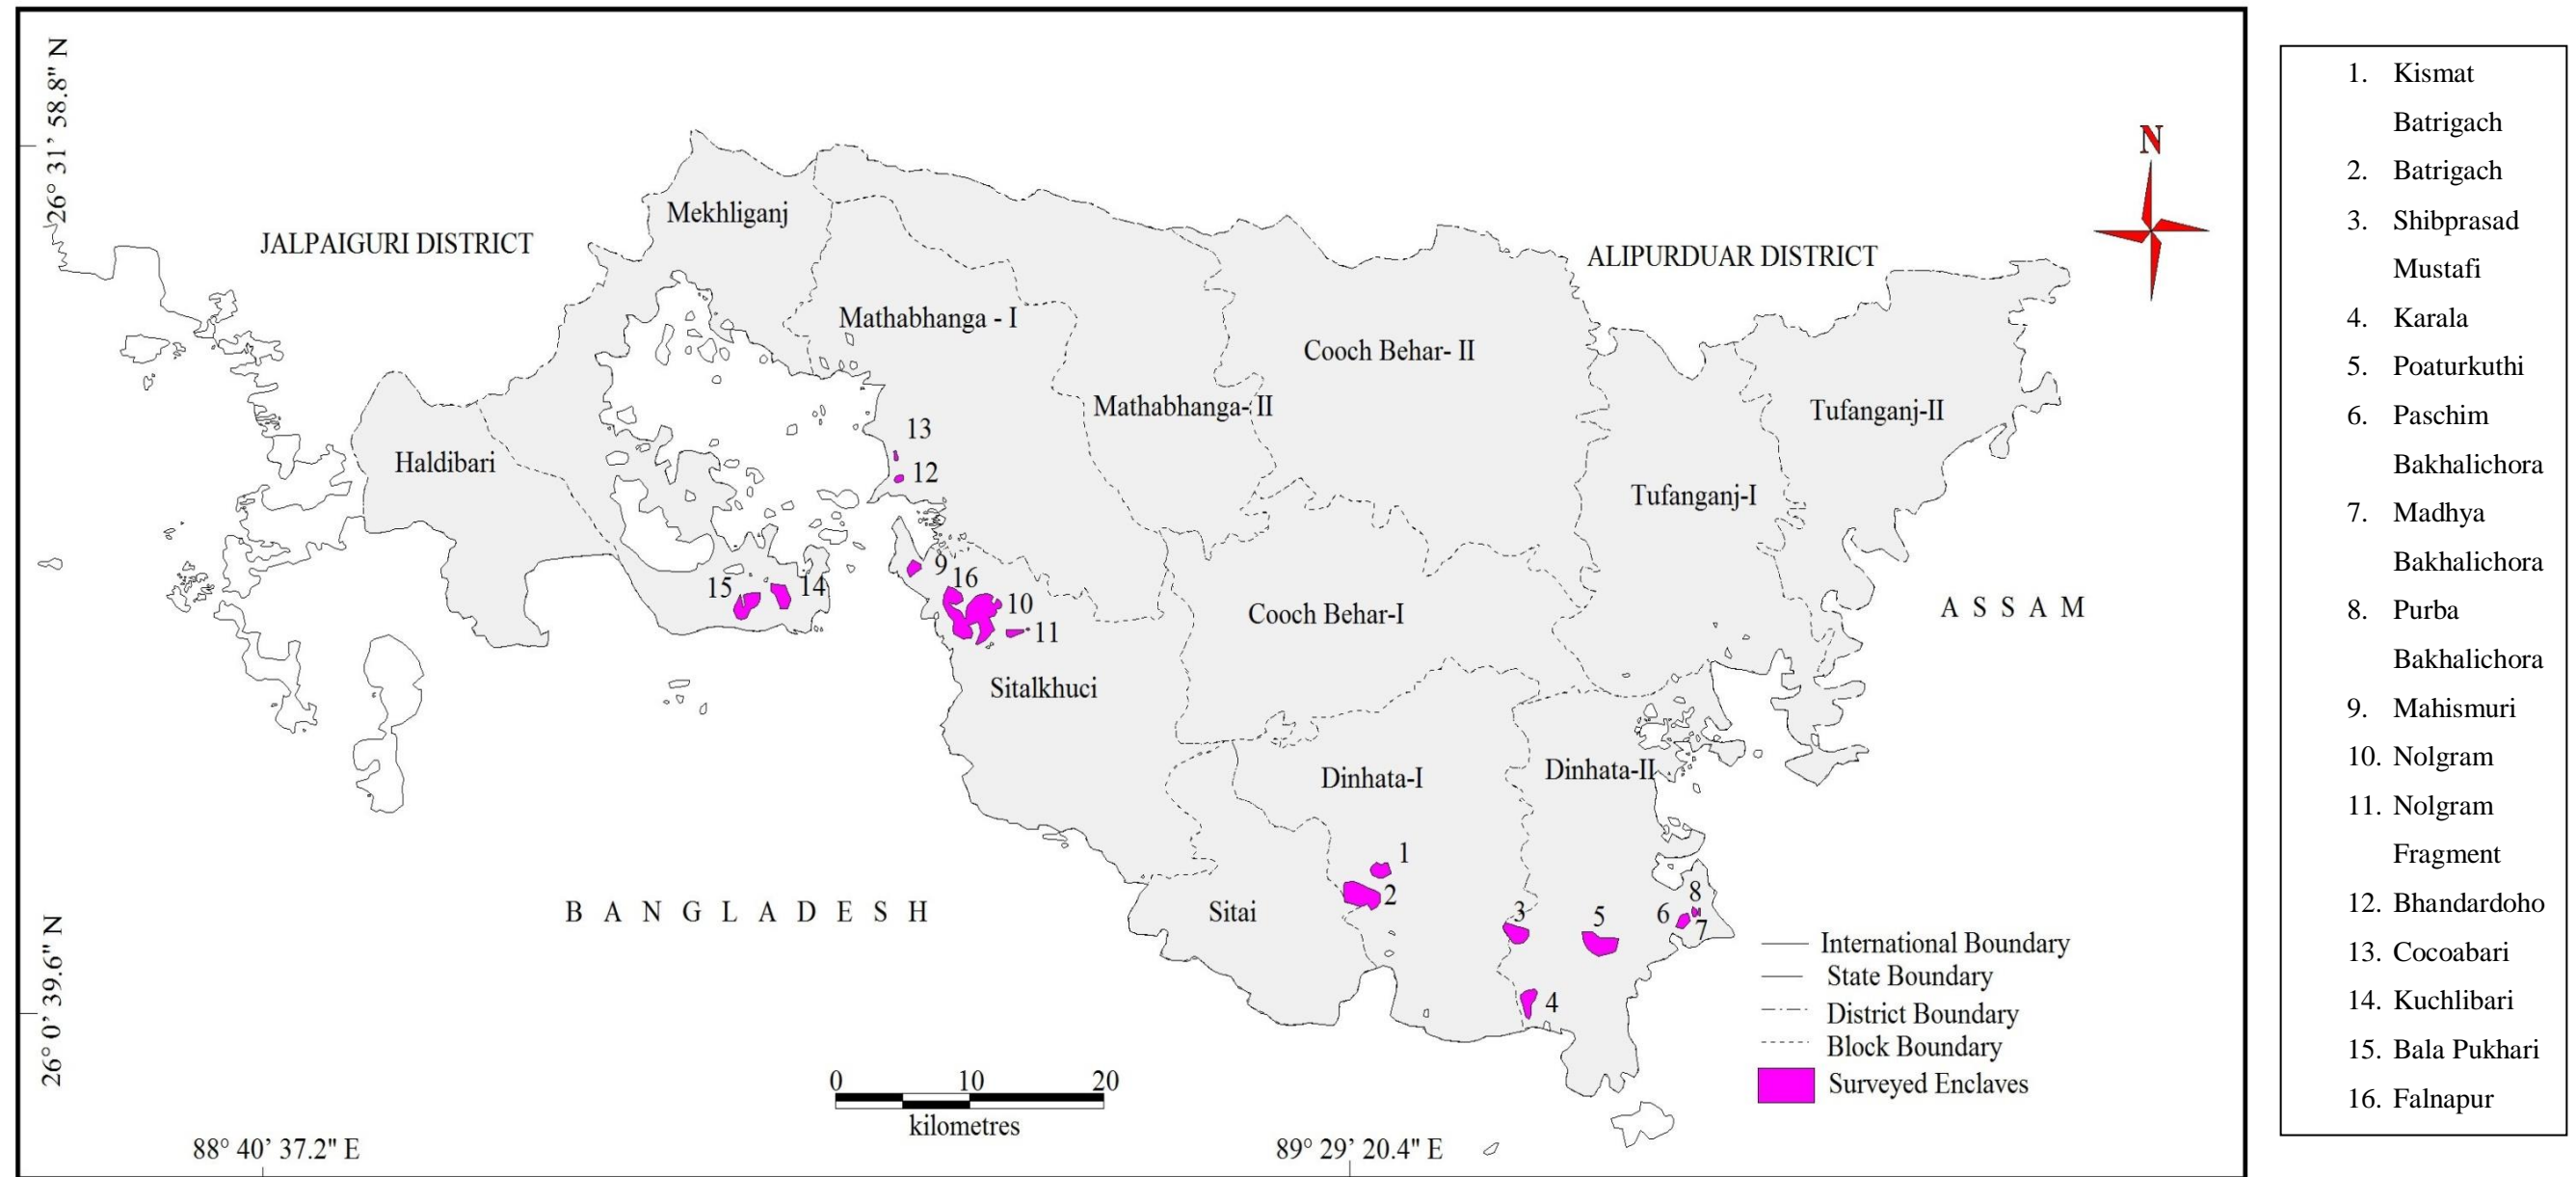 26° 31' 58.8" N
26° 0' 39.6" N
88° 40' 37.2" E
89° 29' 20.4" E
N
JALPAIGURI DISTRICT
ALIPURDUAR DISTRICT
A S S A M
B A N G L A D E S H
Mekhliganj
Mathabhanga - I
Cooch Behar- II
Mathabhanga- II
Tufanganj-II
Haldibari
Tufanganj-I
Cooch Behar-I
Sitalkhuci
Dinhata-I
Dinhata-II
Sitai
13
12
9
16
15
14
10
11
1
2
3
5
4
8
6
7
International Boundary
State Boundary
District Boundary
Block Boundary
Surveyed Enclaves
0 10 20
kilometres
1. Kismat
Batrigach
2. Batrigach
3. Shibprasad
Mustafi
4. Karala
5. Poaturkuthi
6. Paschim
Bakhalichora
7. Madhya
Bakhalichora
8. Purba
Bakhalichora
9. Mahismuri
10. Nolgram
11. Nolgram
Fragment
12. Bhandardoho
13. Cocoabari
14. Kuchlibari
15. Bala Pukhari
16. Falnapur